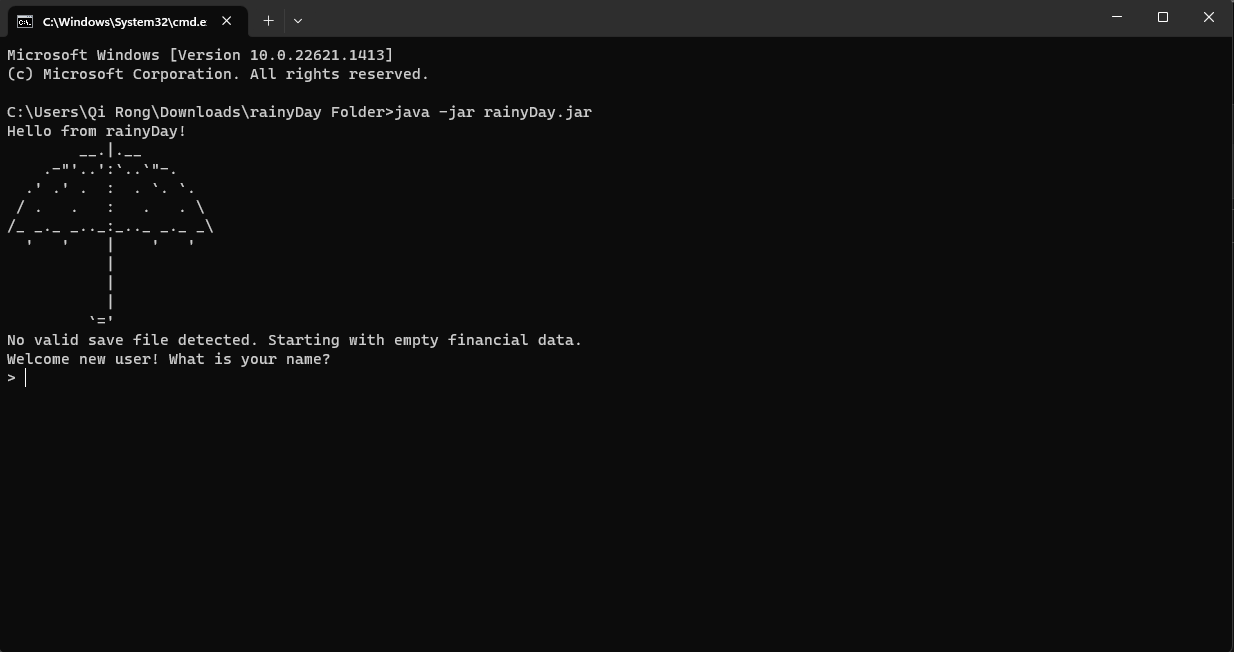 C:\Windows\System32\cmd.e
Microsoft Windows [Version 10.0.22621.1413]
(c) Microsoft Corporation. All rights reserved.
C:\Users\Qi Rong\Downloads\rainyDay Folder>java -jar rainyDay.jar
Hello from rainyDay!
        __.|.__
    .-"'..':`..`"-.
  .' .' .  :  . `. `.
 / .   .   :   .   . \
/_ _._ _.._:_.._ _._ _\
  '   '    |    '   '
           |
           |
           |
         `='
No valid save file detected. Starting with empty financial data.
Welcome new user! What is your name?
>